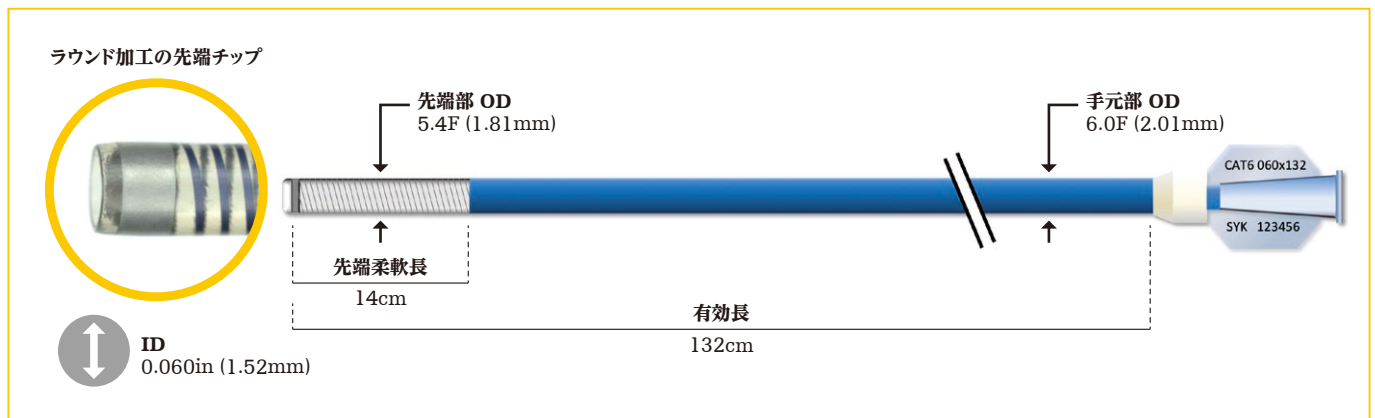 ラウンド加工の先端チップ
先端部 OD
5.4F (1.81mm)
手元部 OD
6.0F (2.01mm)
CAT6 060x132
SYK 123456
先端柔軟長
14cm
有効長
132cm
ID
0.060in (1.52mm)